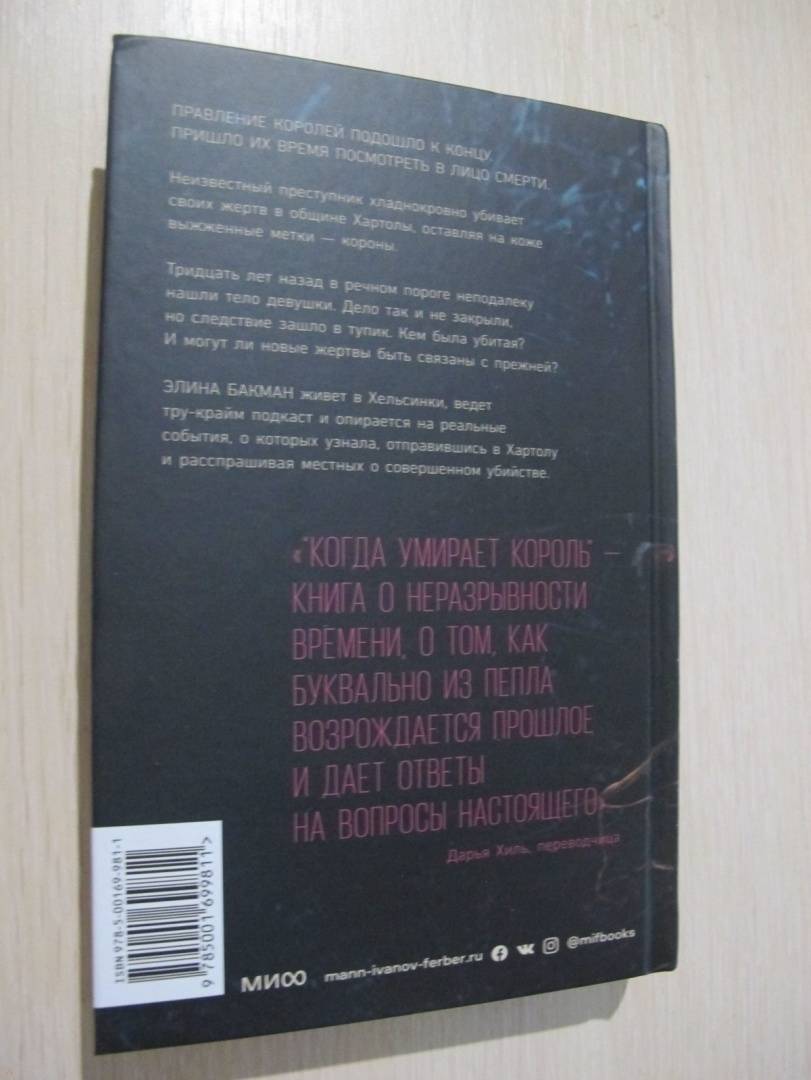 ПРАВЛЕНИЕ КОРОЛЕЙ ПОДОШЛО К КОНЦУ.
ПРИШЛО ИХ ВРЕМЯ ПОСМОТРЕТЬ В ЛИЦО СМЕРТИ.
Неизвестный преступник хладнокровно убивает
своих жертв в общине Хартолы, оставляя на коже
выжженные метки — короны.
Тридцать лет назад в речном пороге неподалеку
нашли тело девушки. Дело так и не закрыли,
но следствие зашло в тупик. Кем была убитая?
И могут ли новые жертвы быть связаны с прежней?
ЭЛИНА БАКМАН живет в Хельсинки, ведет
тру-крайм подкаст и опирается на реальные
события, о которых узнала, отправившись в Хартолу
и расспрашивая местных о совершенном убийстве.
«"КОГДА УМИРАЕТ КОРОЛЬ" —
КНИГА О НЕРАЗРЫВНОСТИ
ВРЕМЕНИ, О ТОМ, КАК
БУКВАЛЬНО ИЗ ПЕПЛА
ВОЗРОЖДАЕТСЯ ПРОШЛОЕ
И ДАЕТ ОТВЕТЫ
НА ВОПРОСЫ НАСТОЯЩЕГО»
Дарья Хиль, переводчица
ISBN 978-5-00169-981-1
9 785001 699811 >
МИФ mann-ivanov-ferber.ru @mifbooks